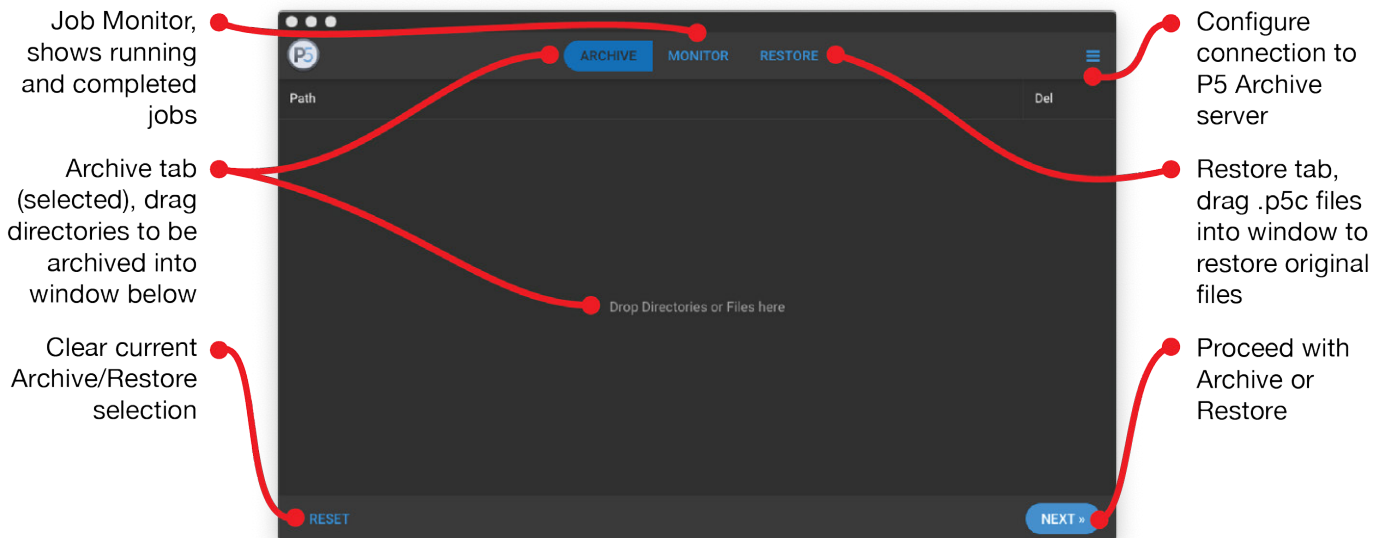 Job Monitor,
shows running
and completed
jobs
Archive tab
(selected), drag
directories to be
archived into
window below
Clear current
Archive/Restore
selection
P5
ARCHIVE
MONITOR
RESTORE
Path
Del
Drop Directories or Files here
RESET
NEXT »
Configure
connection to
P5 Archive
server
Restore tab,
drag .p5c files
into window to
restore original
files
Proceed with
Archive or
Restore